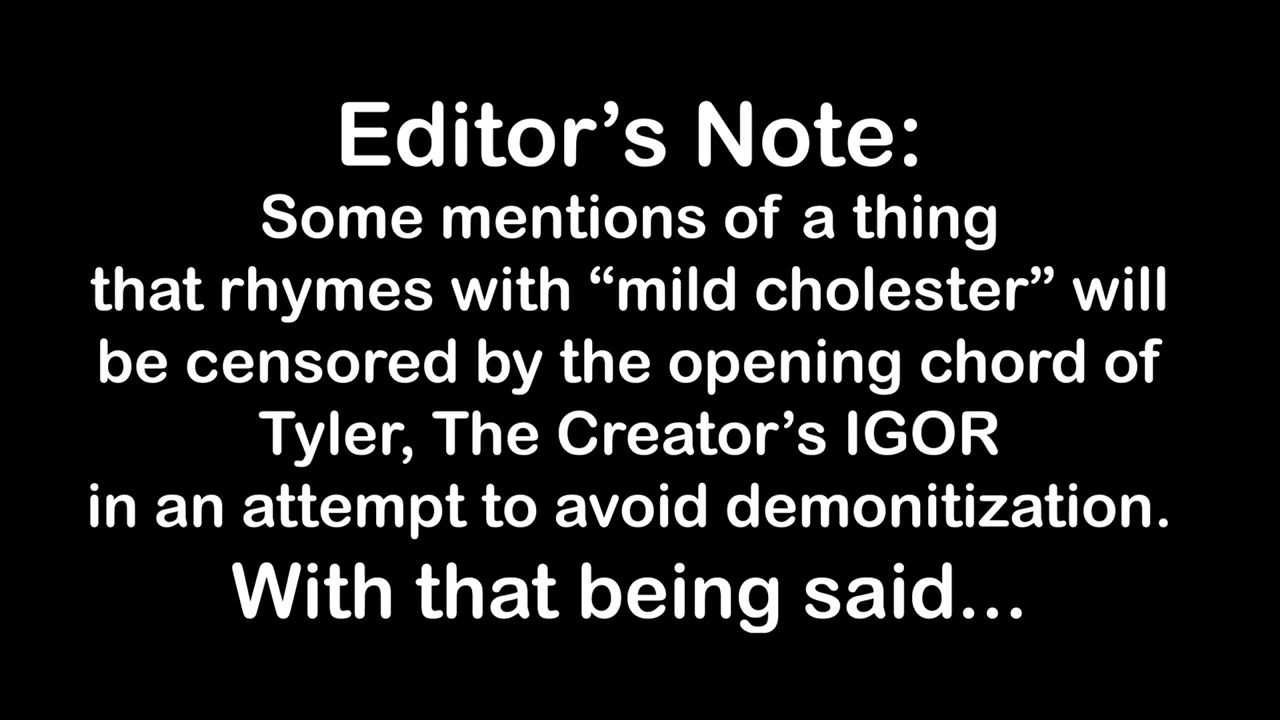 Editor’s Note:
Some mentions of a thing
that rhymes with “mild cholester” will
be censored by the opening chord of
Tyler, The Creator’s IGOR
in an attempt to avoid demonitization.
With that being said...